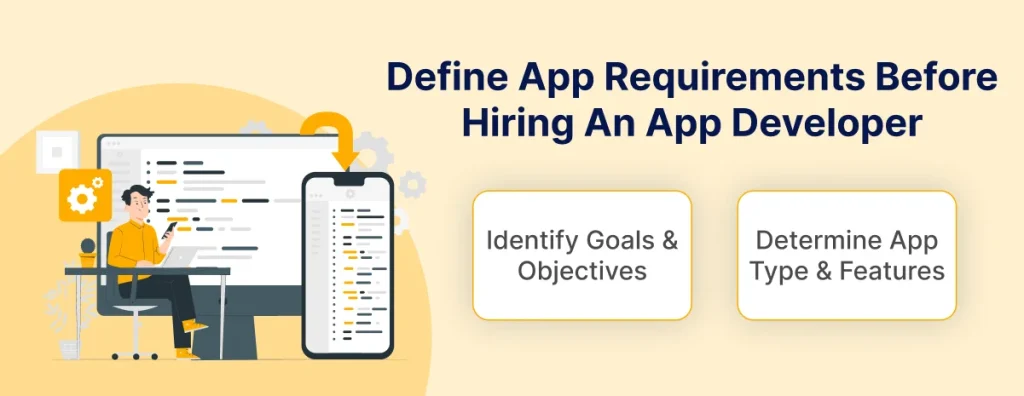 Define App Requirements Before
Hiring An App Developer
Identify Goals &
Objectives
Determine App
Type & Features